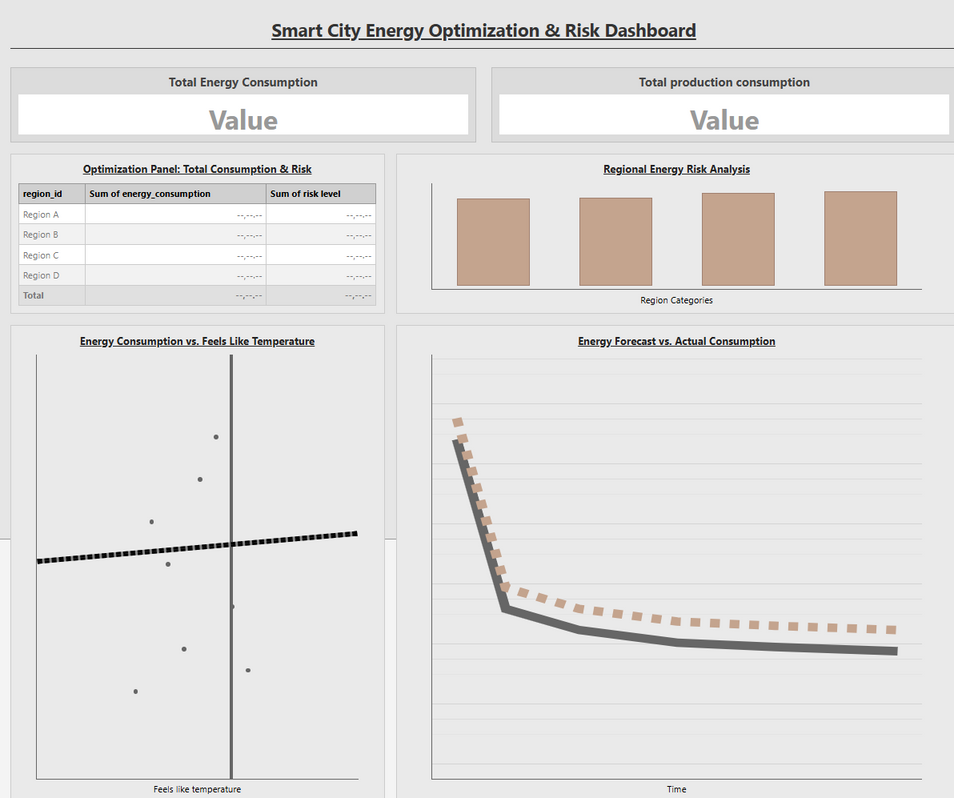 Smart City Energy Optimization & Risk Dashboard
Total Energy Consumption
Value
Total production consumption
Value
Optimization Panel: Total Consumption & Risk
region_id Sum of energy_consumption Sum of risk level
Region A --,--.-- --,--.--
Region B --,--.-- --,--.--
Region C --,--.-- --,--.--
Region D --,--.-- --,--.--
Total --,--.-- --,--.--
Regional Energy Risk Analysis
Region Categories
Energy Consumption vs. Feels Like Temperature
Feels like temperature
Energy Forecast vs. Actual Consumption
Time